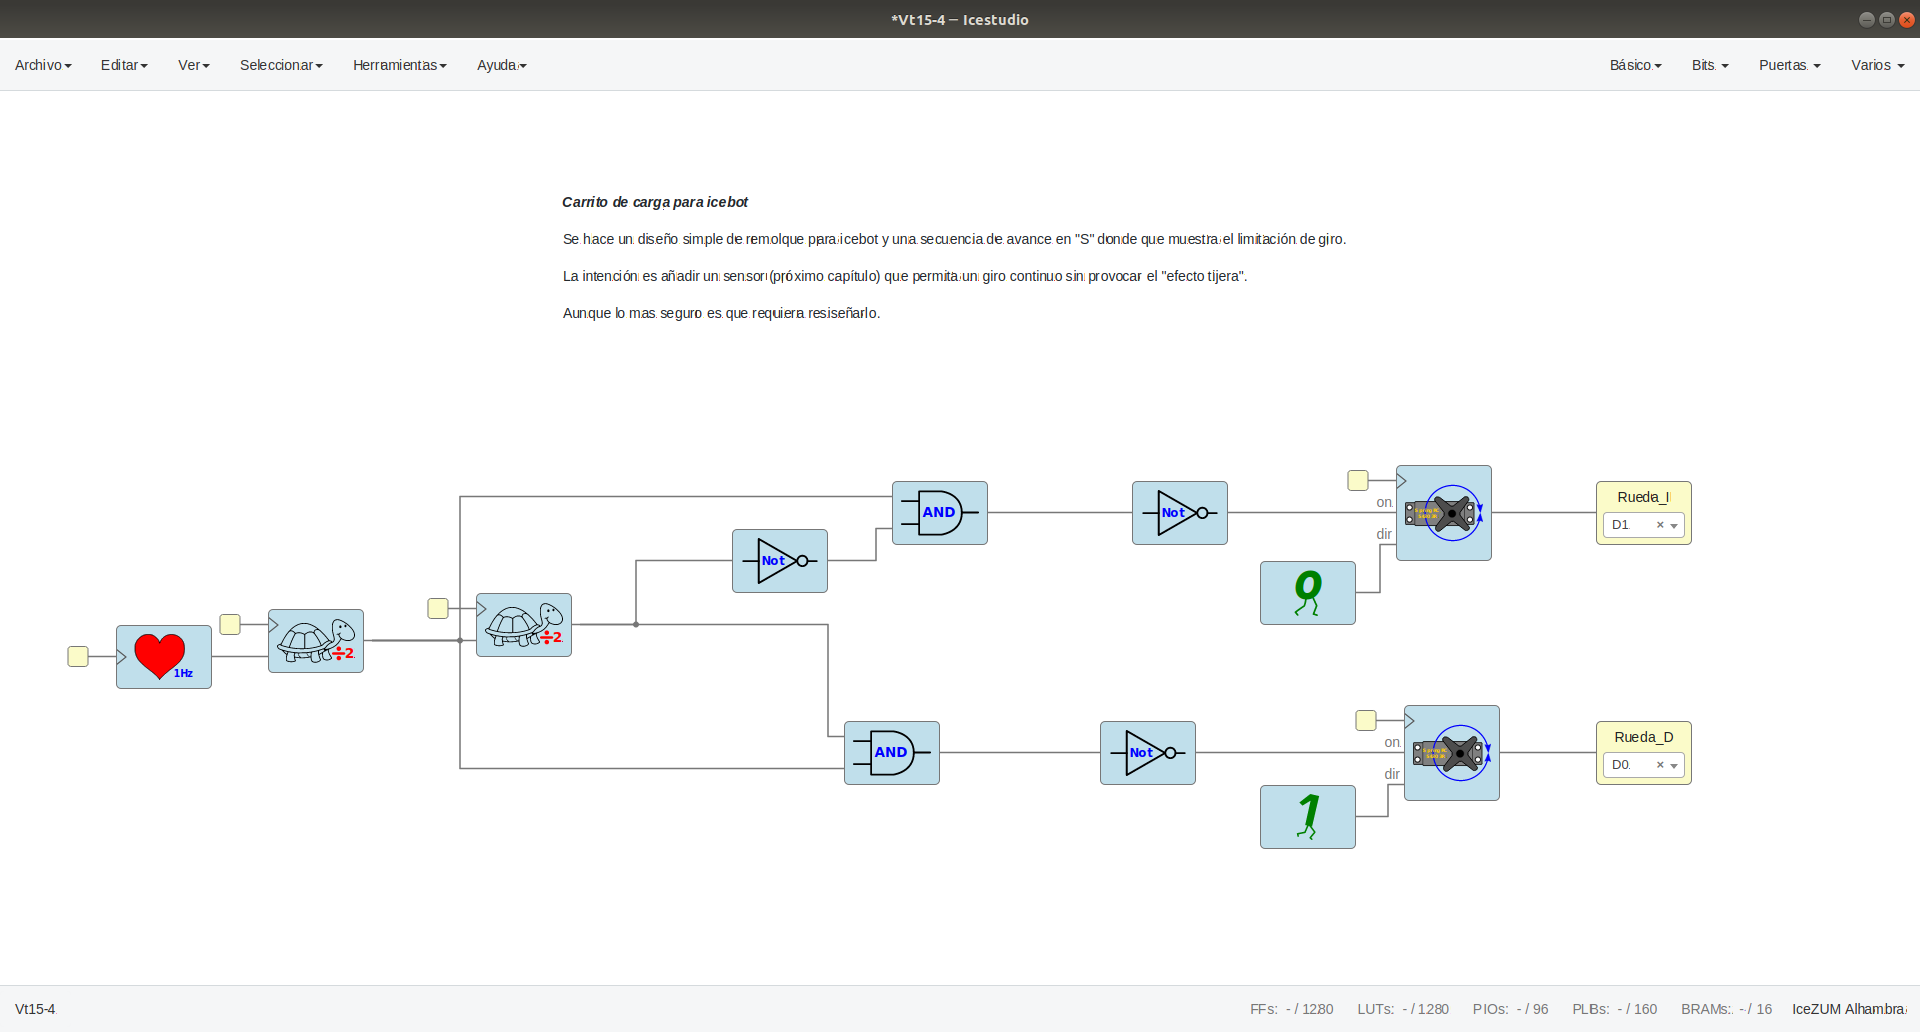 *Vt15-4 — Icestudio
Archivo Editar Ver Seleccionar Herramientas Ayuda Básico Bits Puertas Varios
Carrito de carga para icebot
Se hace un diseño simple de remolque para icebot y una secuencia de avance en "S" donde que muestra el limitación de giro.
La intención es añadir un sensor (próximo capítulo) que permita un giro continuo sin provocar el "efecto tijera".
Aunque lo mas seguro es que requiera resiseñarlo.
AND
Not
on
dir
Rueda_I
D1
Not
0
÷2
1Hz
÷2
AND
Not
on
dir
Rueda_D
D0
1
Vt15-4 FFs: - / 1280 LUTs: - / 1280 PIOs: - / 96 PLBs: - / 160 BRAMs: - / 16 IceZUM Alhambra